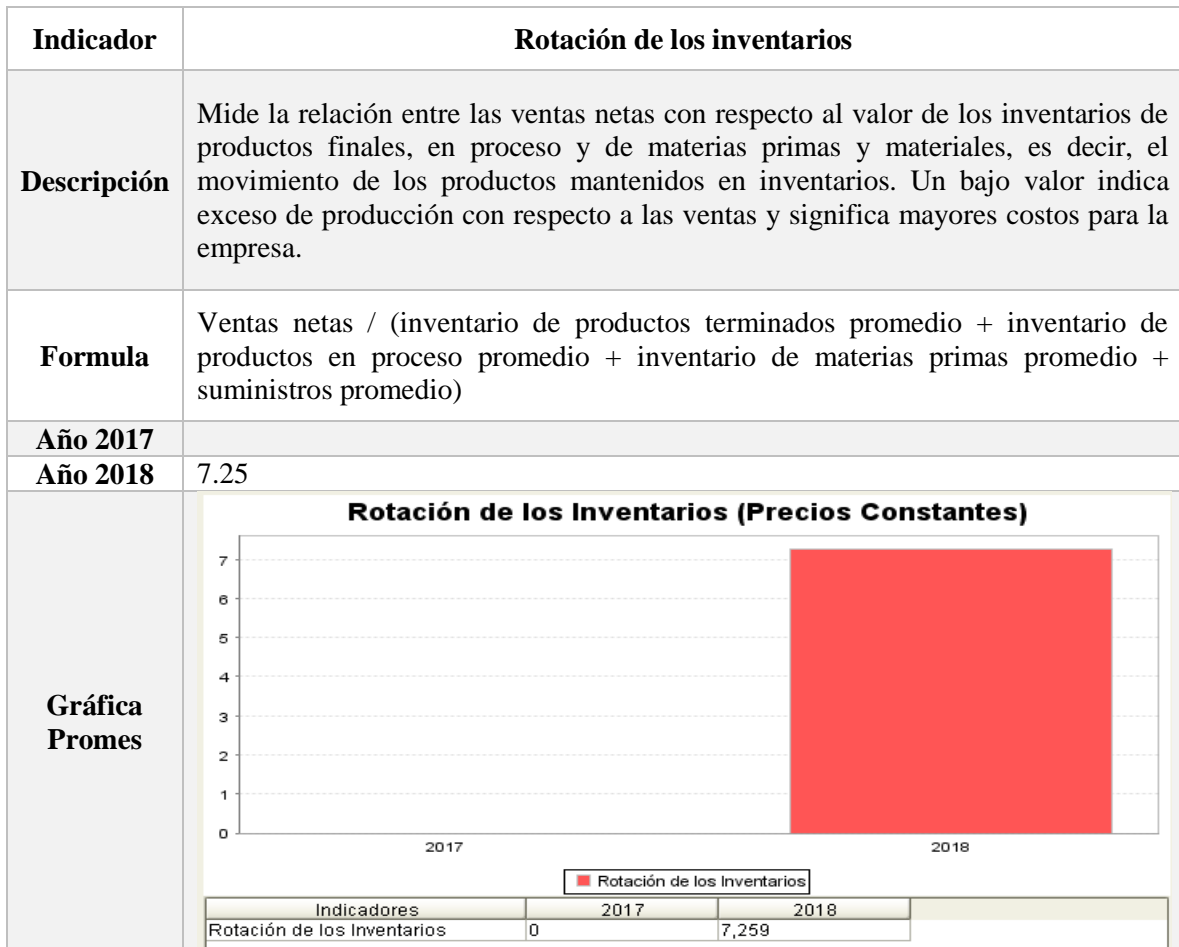 Indicador Rotación de los inventarios
Mide la relación entre las ventas netas con respecto al valor de los inventarios de
productos finales, en proceso y de materias primas y materiales, es decir, el
Descripción movimiento de los productos mantenidos en inventarios. Un bajo valor indica
exceso de producción con respecto a las ventas y significa mayores costos para la
empresa.
Ventas netas / (inventario de productos terminados promedio + inventario de
Formula productos en proceso promedio + inventario de materias primas promedio +
suministros promedio)
Año 2017
Año 2018 7.25
Gráfica
Promes
Rotación de los Inventarios (Precios Constantes)
7
6
5
4
3
2
1
0
2017 2018
Rotación de los Inventarios
Indicadores 2017 2018
Rotación de los Inventarios 0 7,259